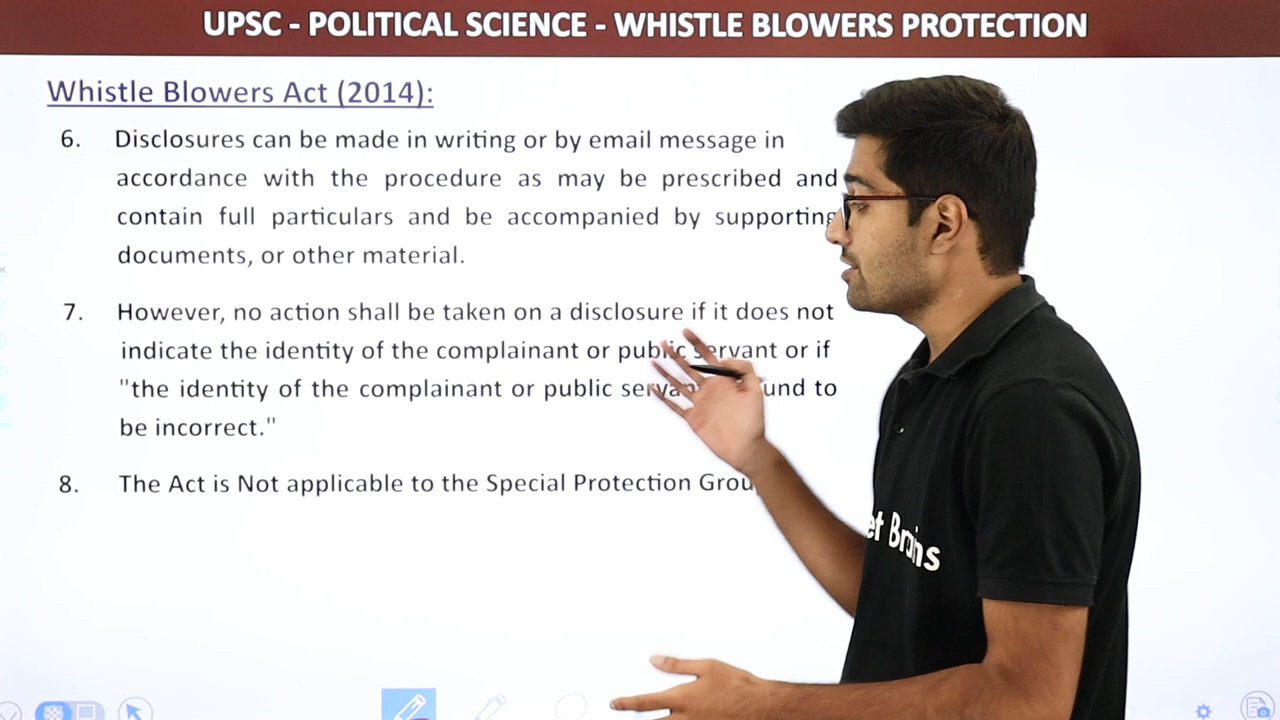 UPSC - POLITICAL SCIENCE - WHISTLE BLOWERS PROTECTION
Whistle Blowers Act (2014):
6. Disclosures can be made in writing or by email message in
accordance with the procedure as may be prescribed and
contain full particulars and be accompanied by supporting
documents, or other material.
7. However, no action shall be taken on a disclosure if it does not
indicate the identity of the complainant or public servant or if
"the identity of the complainant or public to
be incorrect."
8. The Act is Not applicable to the Special Protection